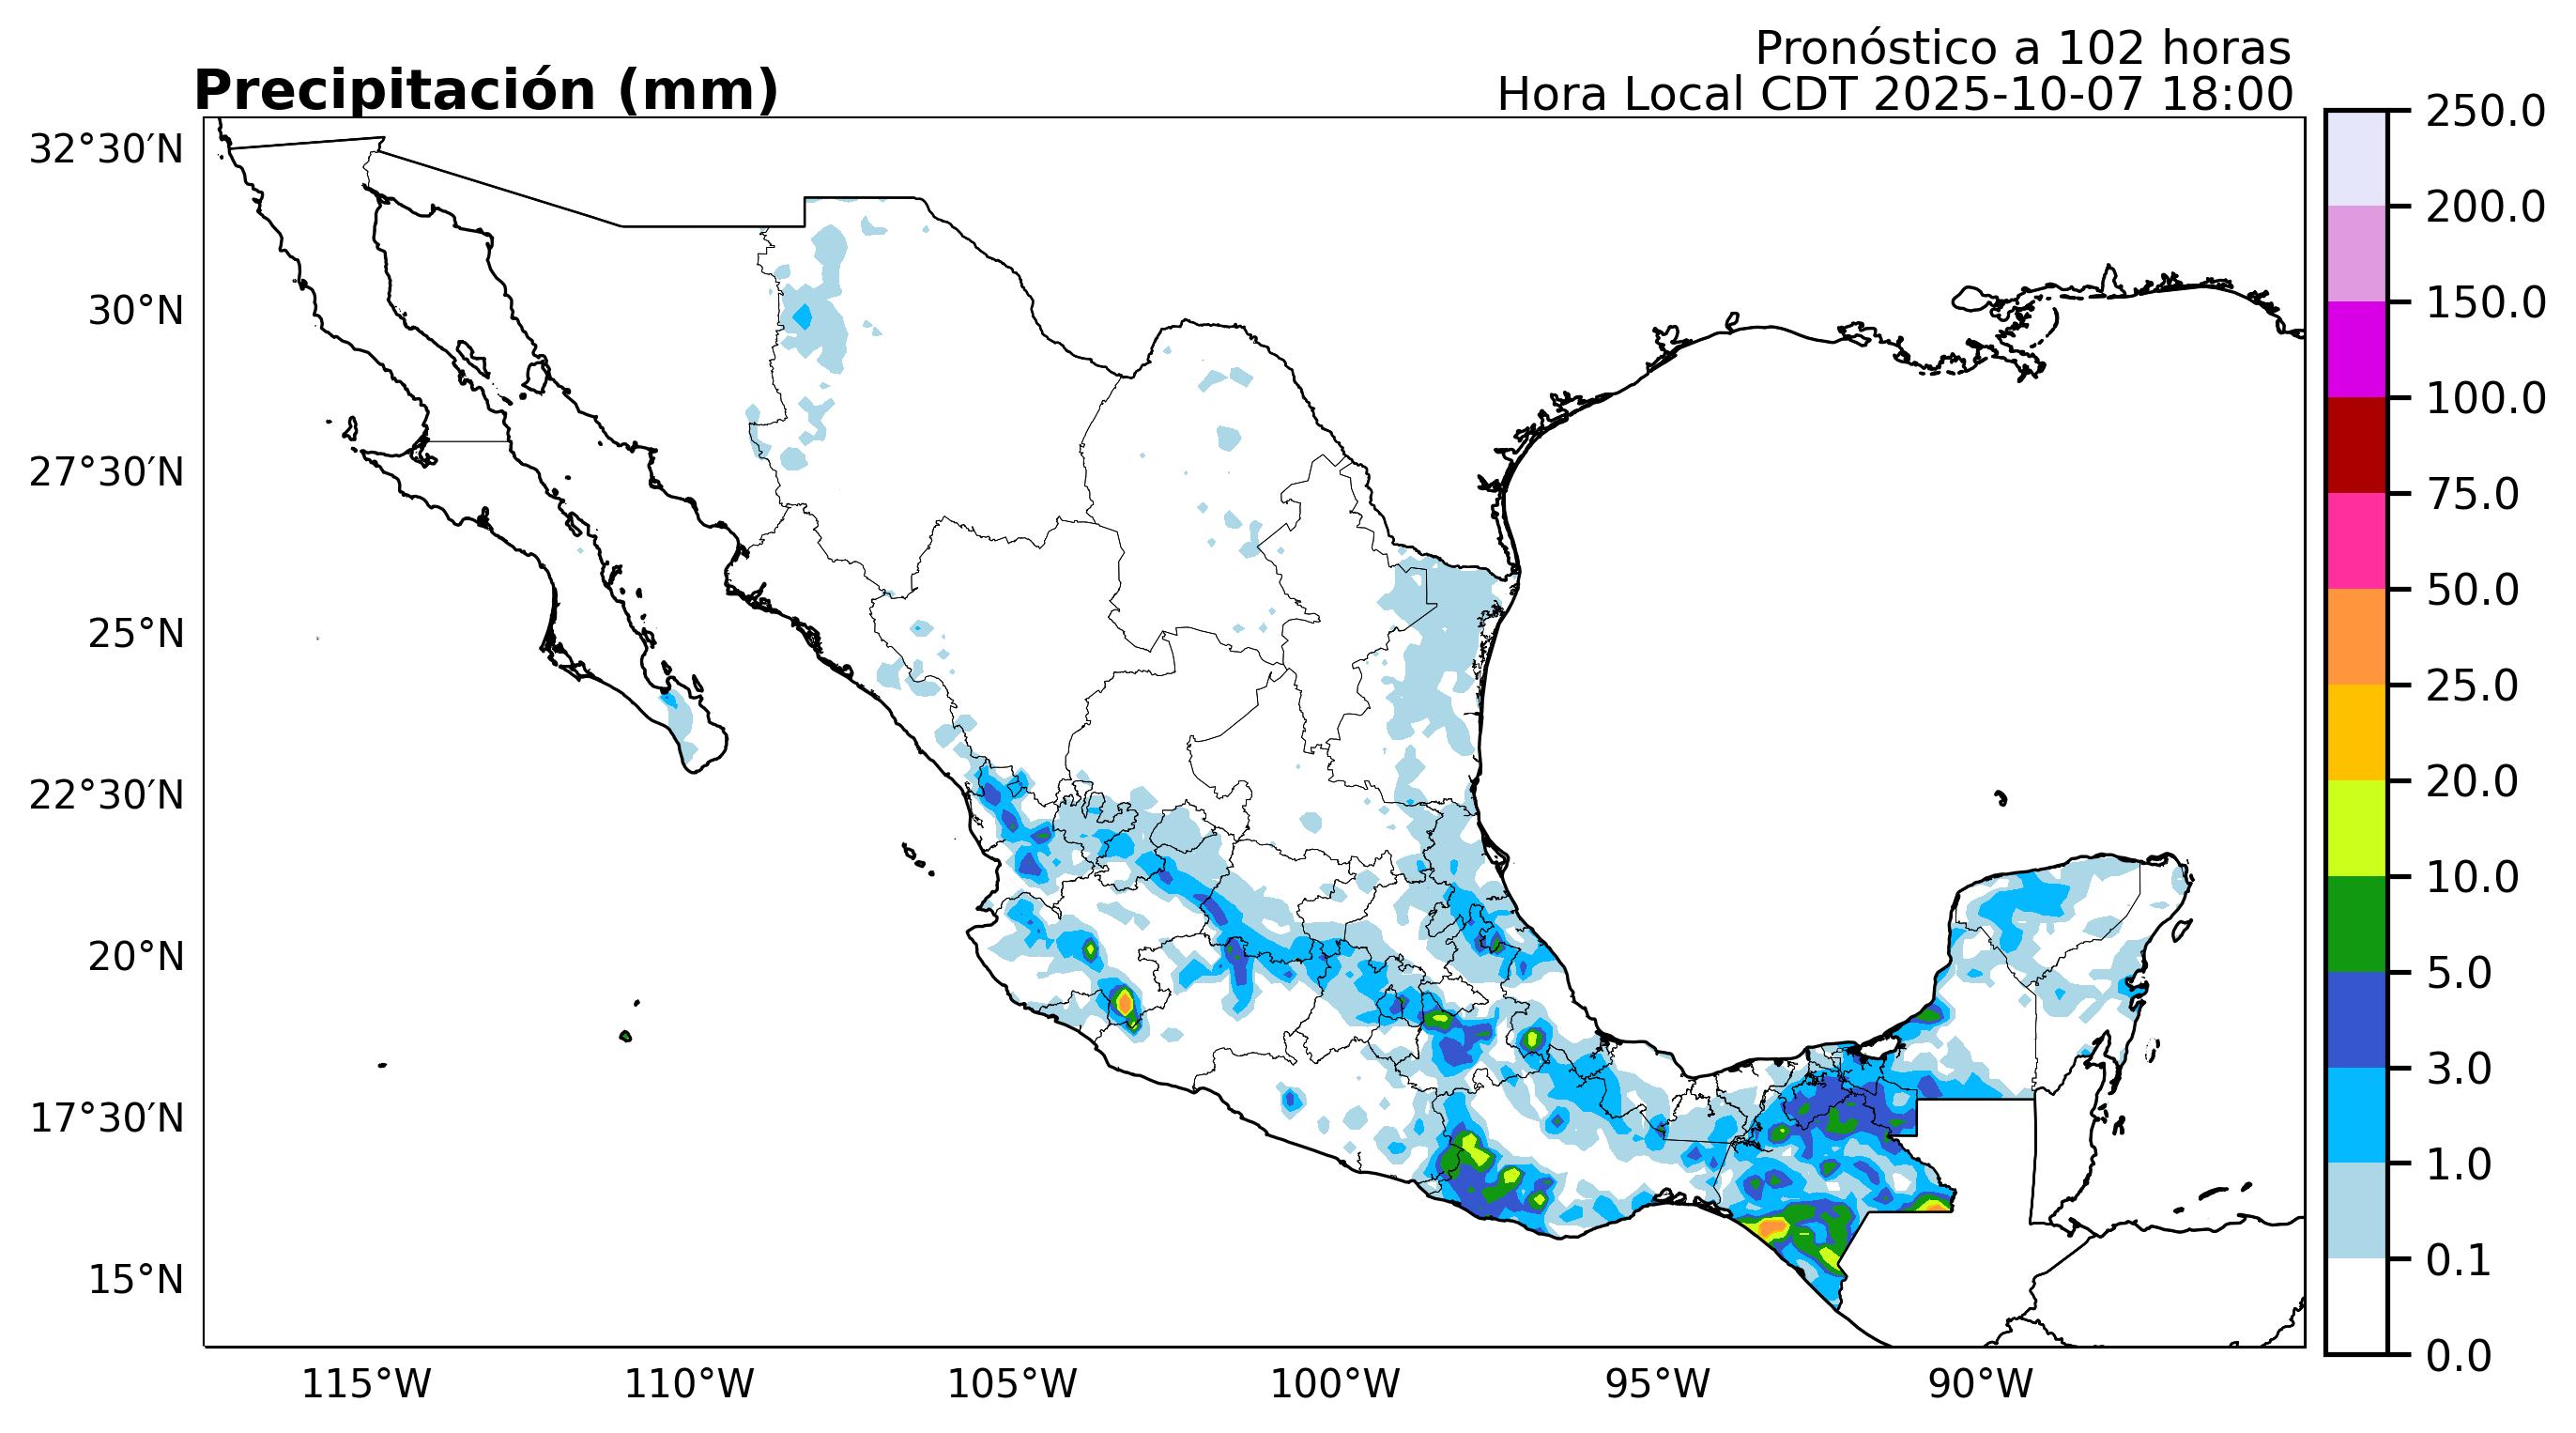 Pronóstico a 102 horas
Precipitación (mm)
Hora Local CDT 2025-10-07 18:00
32°30′N
30°N
27°30′N
25°N
22°30′N
20°N
17°30′N
15°N
115°W
110°W
105°W
100°W
95°W
90°W
250.0
200.0
150.0
100.0
75.0
50.0
25.0
20.0
10.0
5.0
3.0
1.0
0.1
0.0